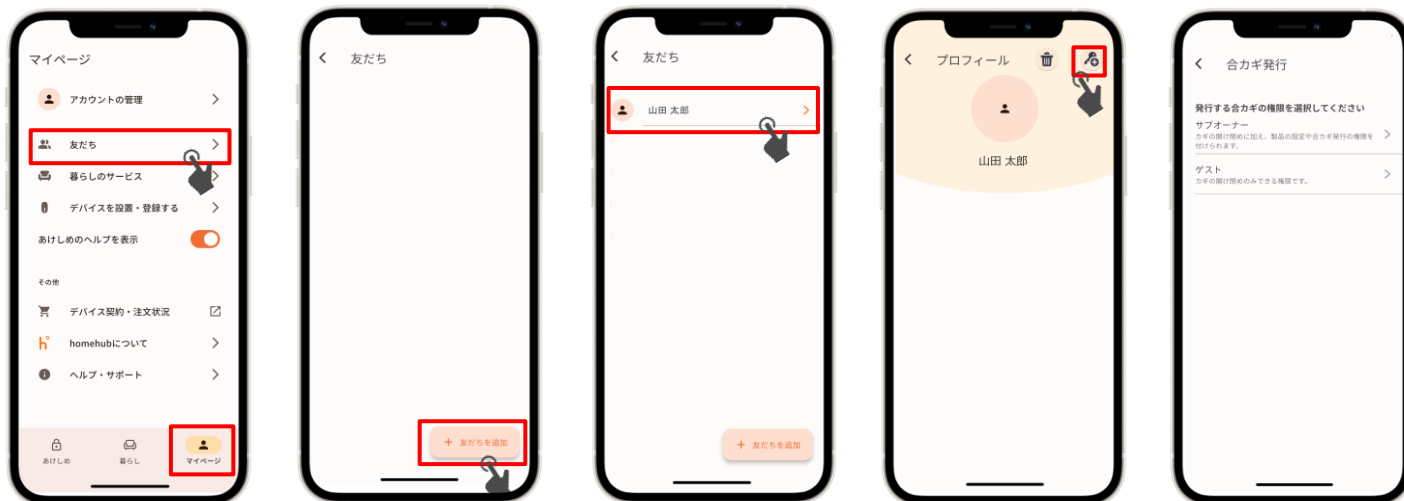 マイページ
アカウントの管理
友だち
暮らしのサービス
デバイスを設置・登録する
あけしめのヘルプを表示
その他
デバイス契約・注文状況
homehubについて
ヘルプ・サポート
あけしめ
暮らし
マイページ
友だち
+ 友だちを追加
友だち
山田 太郎
+ 友だちを追加
プロフィール
山田 太郎
合カギ発行
発行する合カギの権限を選択してください
サブオーナー
カギの開け閉めに加え、製品の設定や合カギ発行の権限を
付けられます。
ゲスト
カギの開け閉めのみできる権限です。